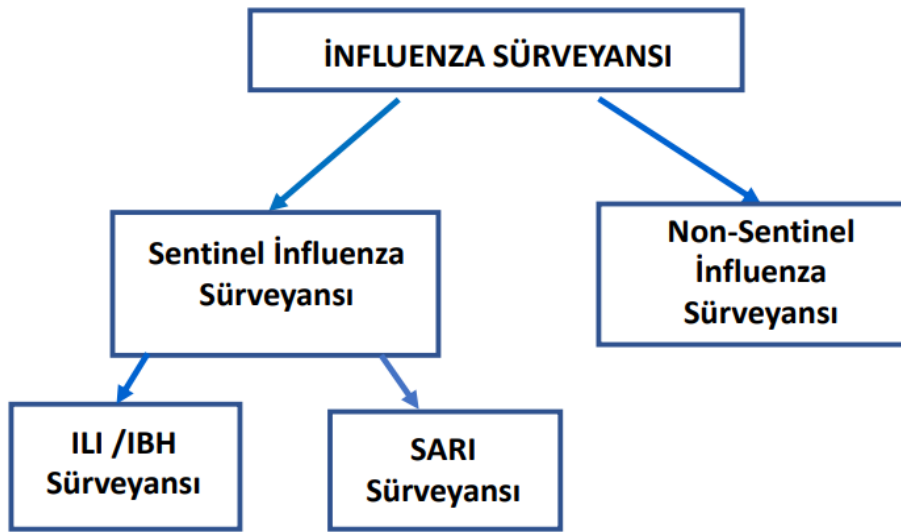 İNFLUENZA SÜRVEYANSI
Sentinel İnfluenza
Sürveyansı
Non-Sentinel
İnfluenza
Sürveyansı
ILI /IBH
Sürveyansı
SARI
Sürveyansı